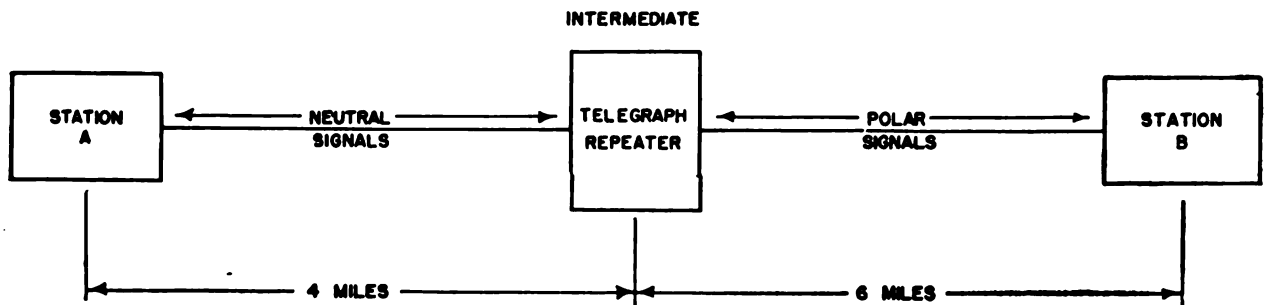 INTERMEDIATE
STATION
A
NEUTRAL
SIGNALS
TELEGRAPH
REPEATER
POLAR
SIGNALS
STATION
B
4 MILES
6 MILES